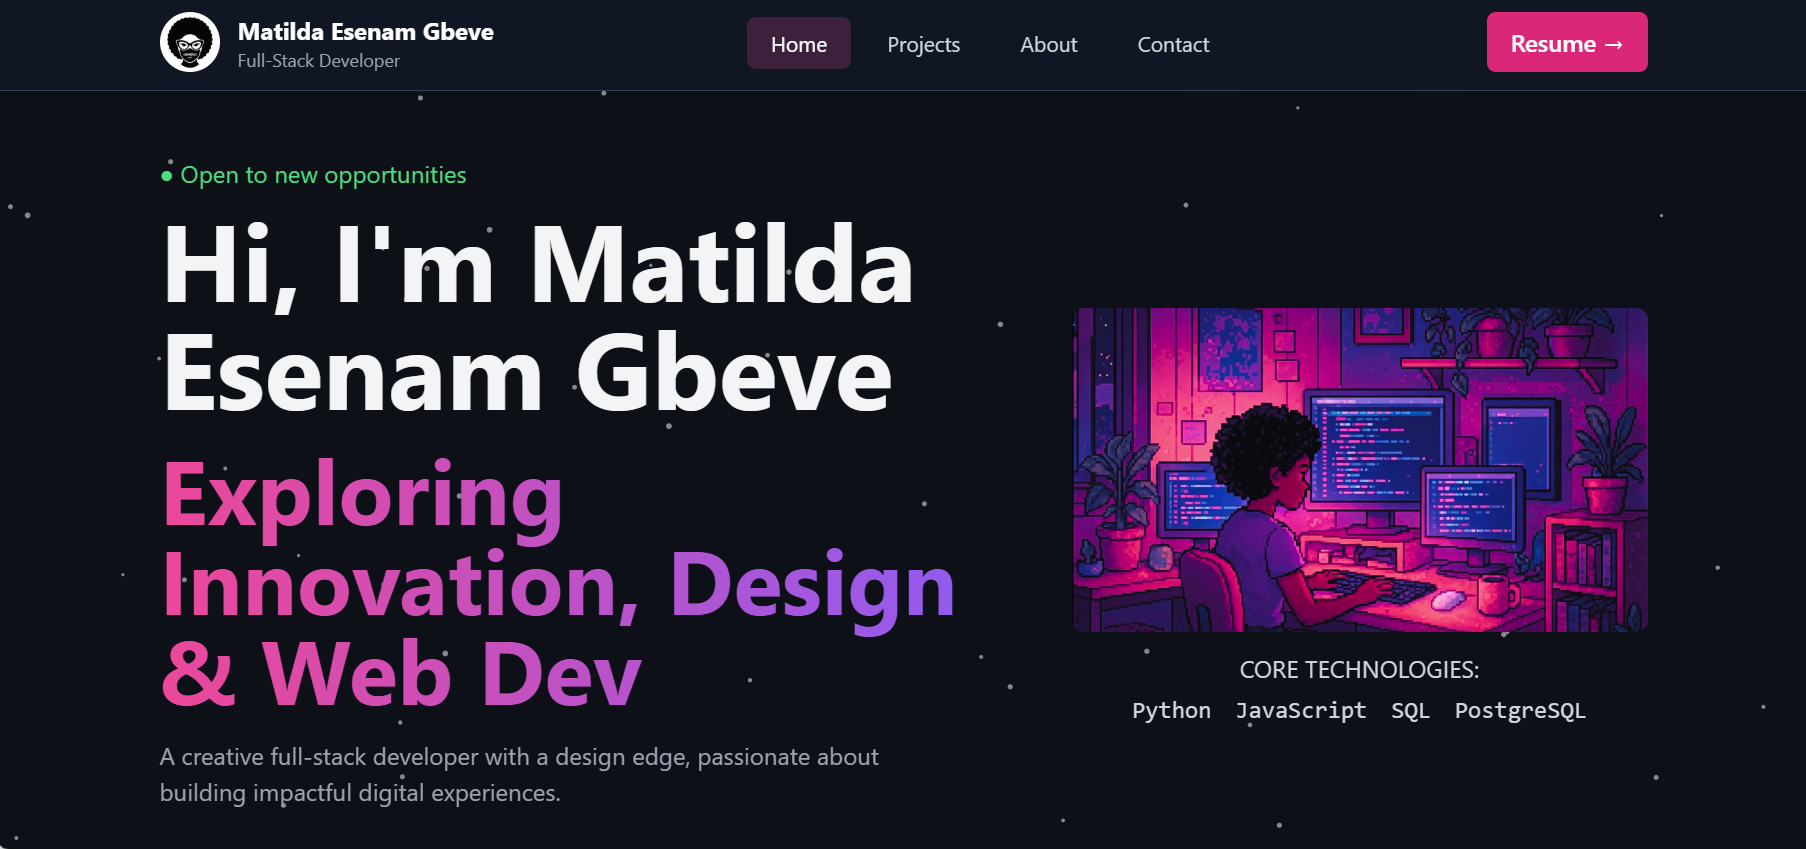 Matilda Esenam Gbeve
Full-Stack Developer
Home
Projects
About
Contact
Resume →
● Open to new opportunities
Hi, I'm Matilda
Esenam Gbeve
Exploring
Innovation, Design
& Web Dev
A creative full-stack developer with a design edge, passionate about
building impactful digital experiences.
CORE TECHNOLOGIES:
Python JavaScript SQL PostgreSQL